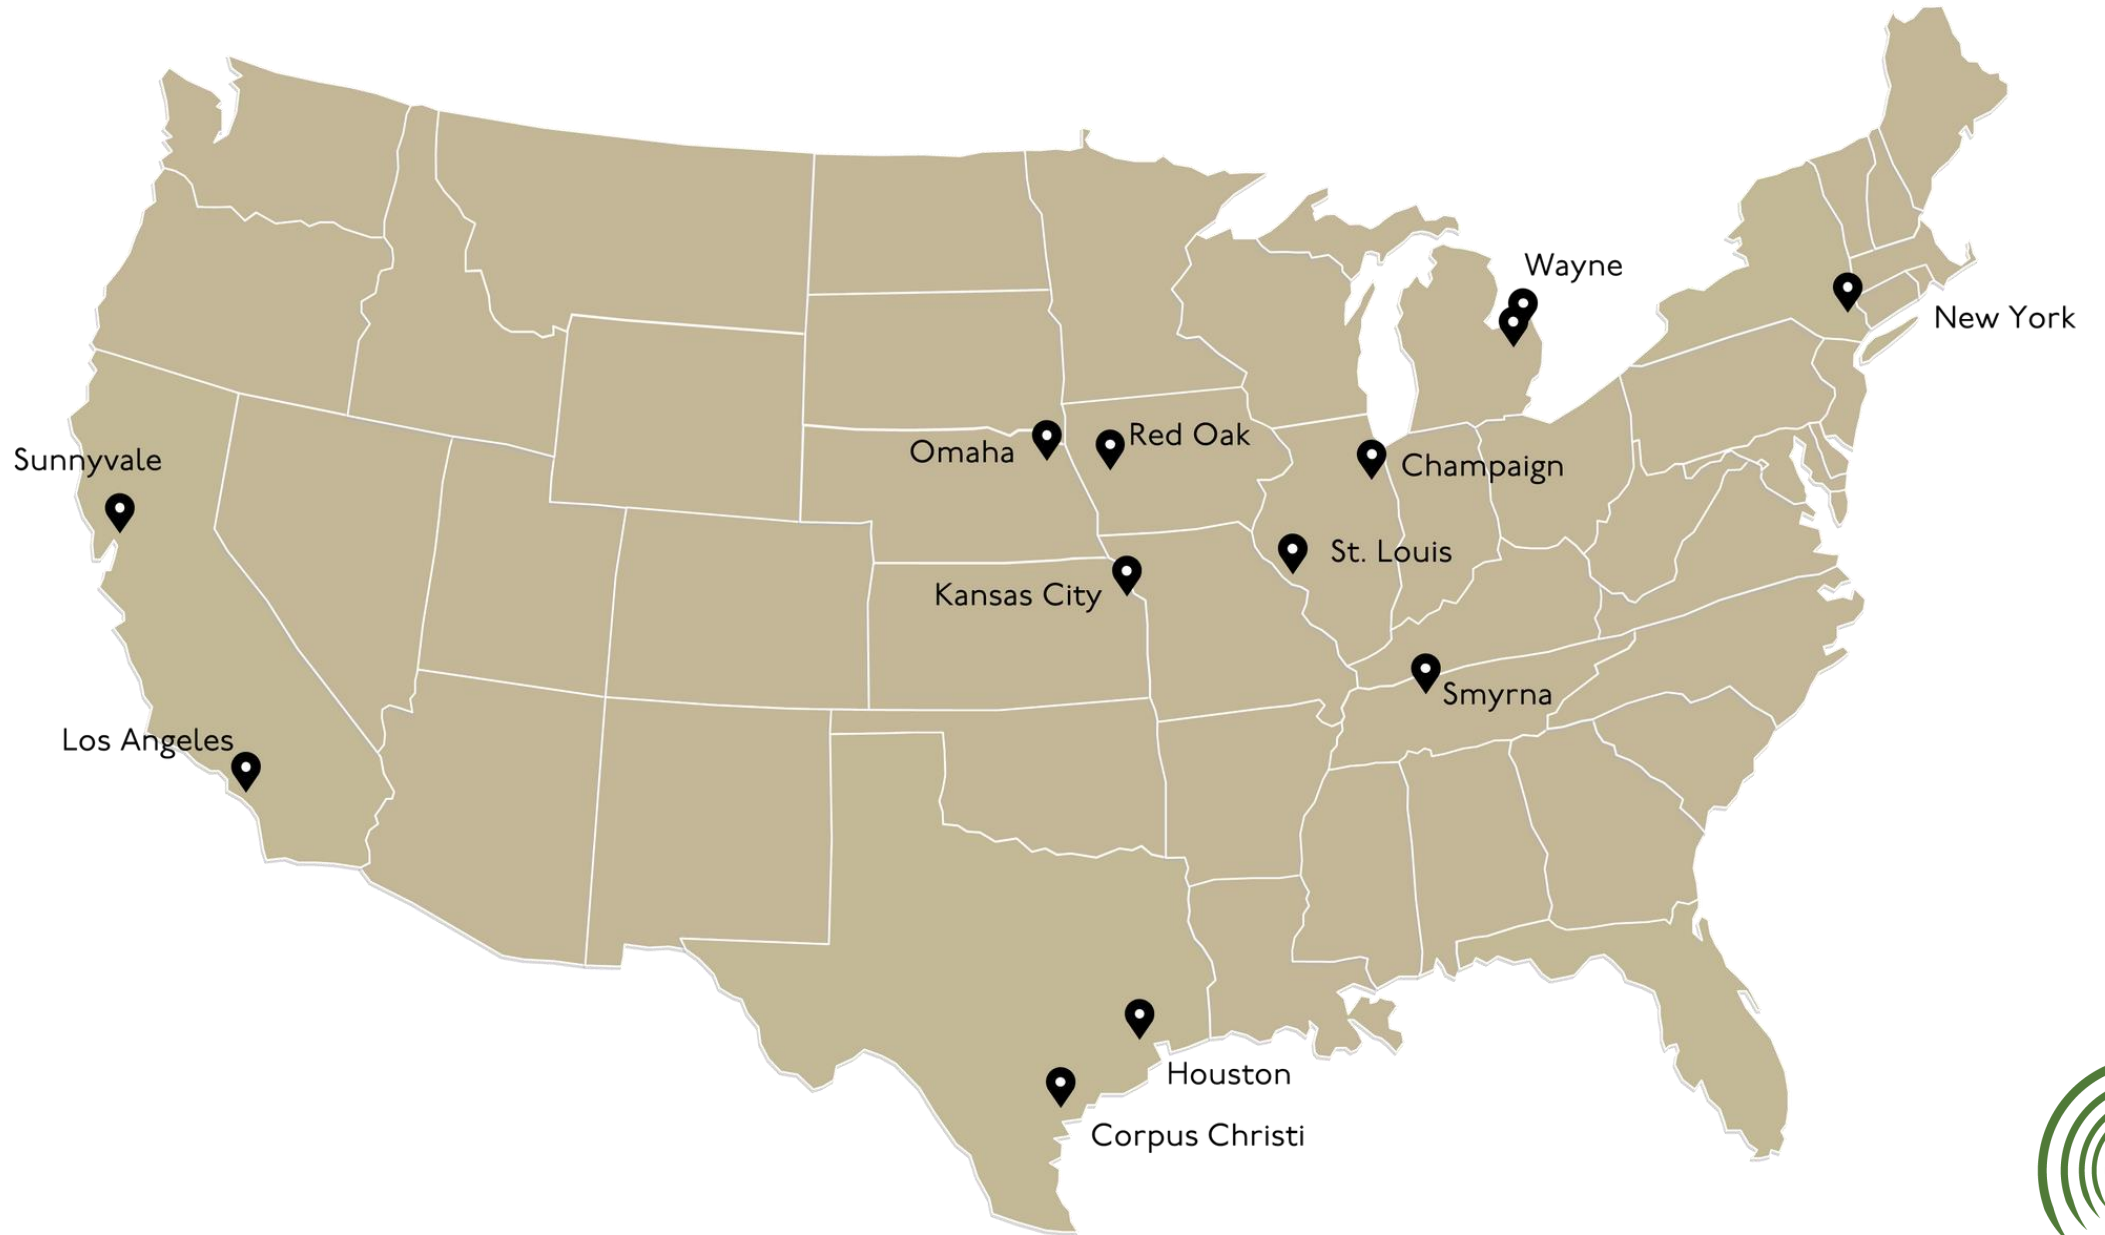 Wayne
New York
Omaha
Red Oak
Sunnyvale
Champaign
St. Louis
Kansas City
Smyrna
Los Angeles
Houston
Corpus Christi